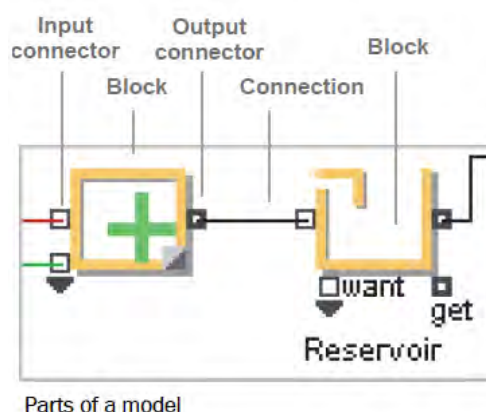 Input
connector
Output
connector
Block
Block
Connection
want
get
Reservoir
Parts of a model